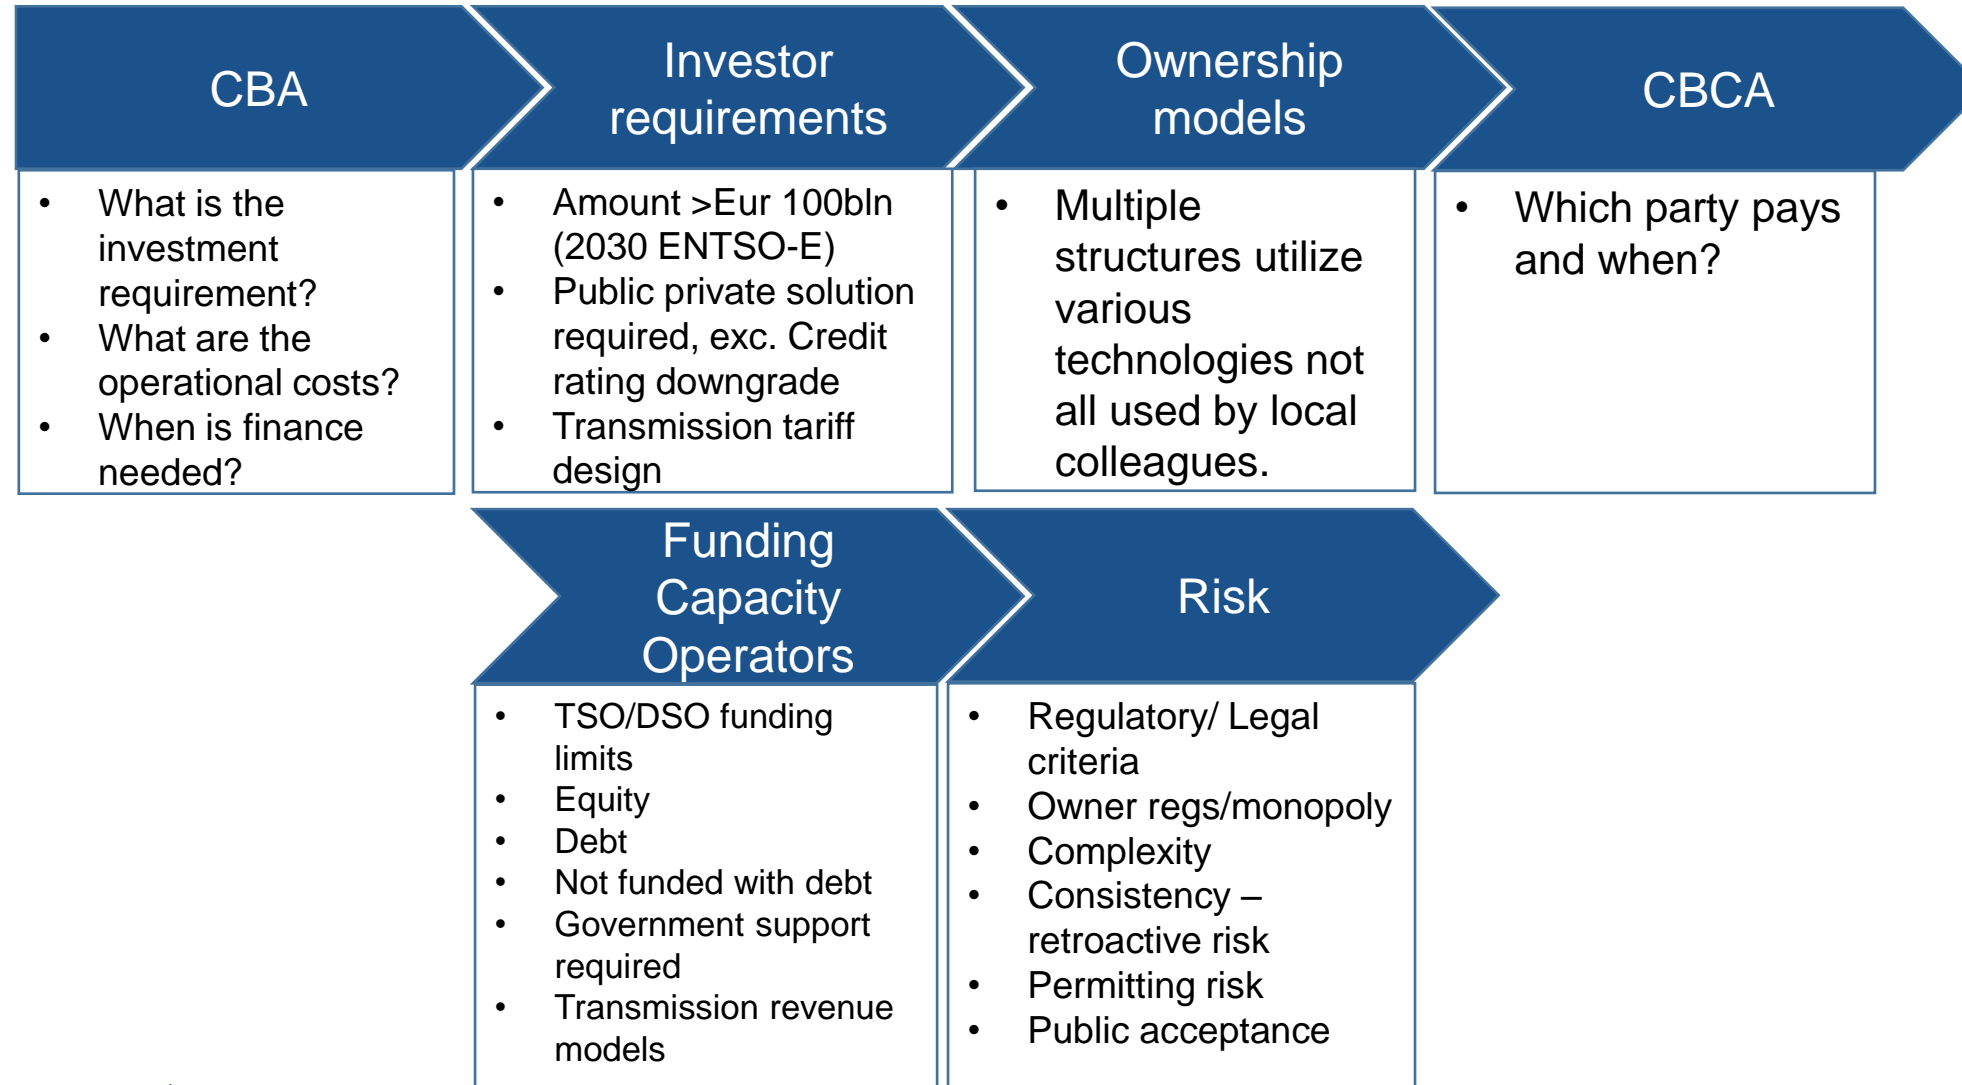 CBA
• What is the
investment
requirement?
• What are the
operational costs?
• When is finance
needed?
Investor
requirements
• Amount >Eur 100bln
(2030 ENTSO-E)
• Public private solution
required, exc. Credit
rating downgrade
• Transmission tariff
design
Ownership
models
• Multiple
structures utilize
various
technologies not
all used by local
colleagues.
CBCA
• Which party pays
and when?
Funding
Capacity
Operators
• TSO/DSO funding
limits
• Equity
• Debt
• Not funded with debt
• Government support
required
• Transmission revenue
models
Risk
• Regulatory/ Legal
criteria
• Owner regs/monopoly
• Complexity
• Consistency –
retroactive risk
• Permitting risk
• Public acceptance